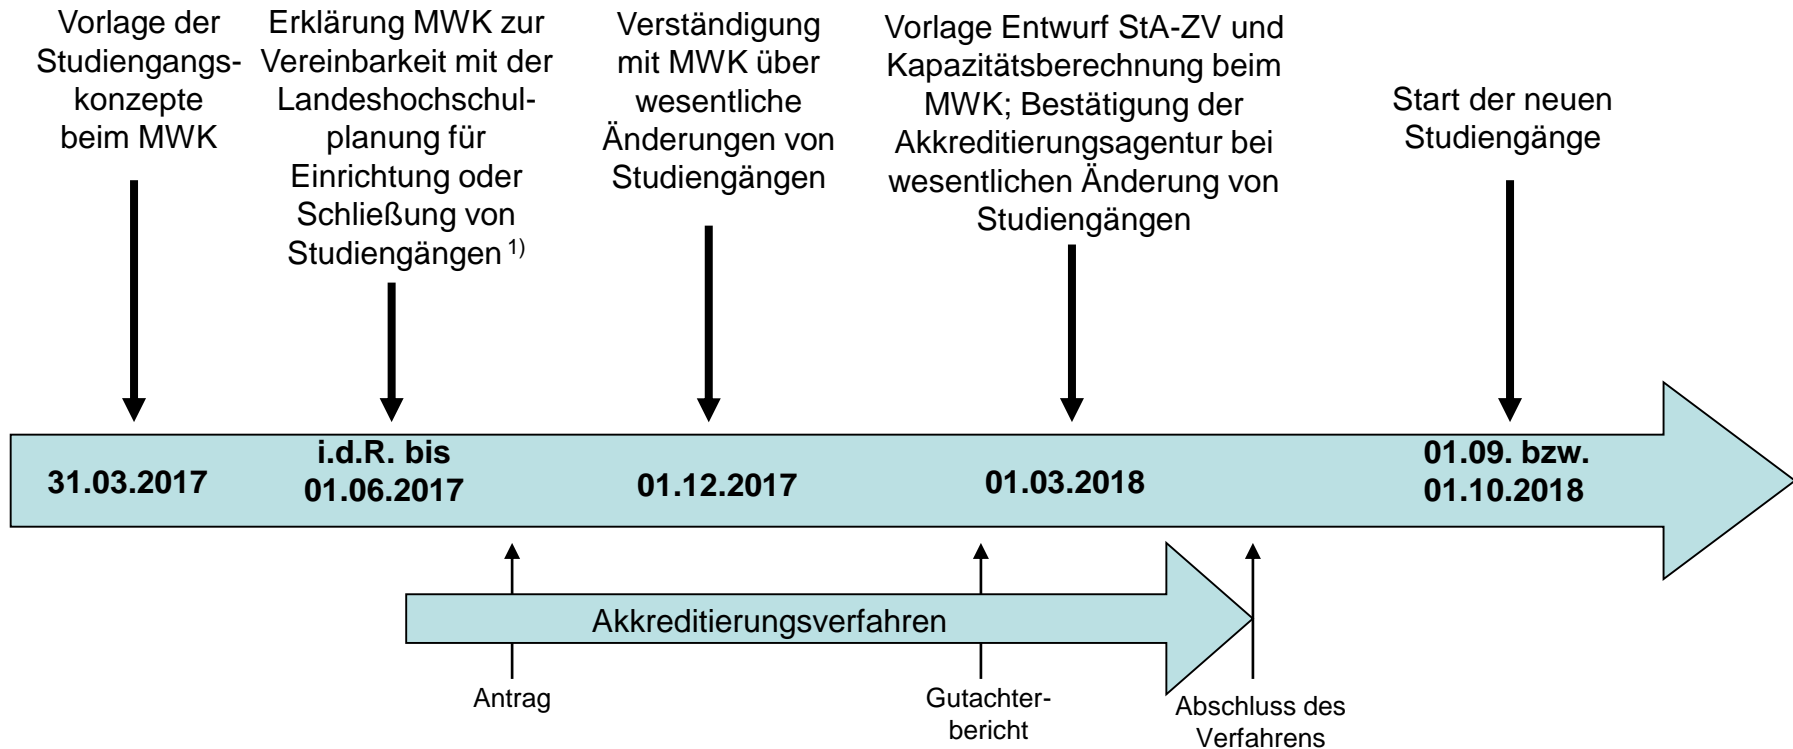 Vorlage der
Studiengangs-
konzepte
beim MWK
Erklärung MWK zur
Vereinbarkeit mit der
Landeshochschul-
planung für
Einrichtung oder
Schließung von
Studiengängen 1)
Verständigung
mit MWK über
wesentliche
Änderungen von
Studiengängen
Vorlage Entwurf StA-ZV und
Kapazitätsberechnung beim
MWK; Bestätigung der
Akkreditierungsagentur bei
wesentlichen Änderung von
Studiengängen
Start der neuen
Studiengänge
31.03.2017
i.d.R. bis
01.06.2017
01.12.2017
01.03.2018
01.09. bzw.
01.10.2018
Akkreditierungsverfahren
Antrag
Gutachter-
bericht
Abschluss des
Verfahrens